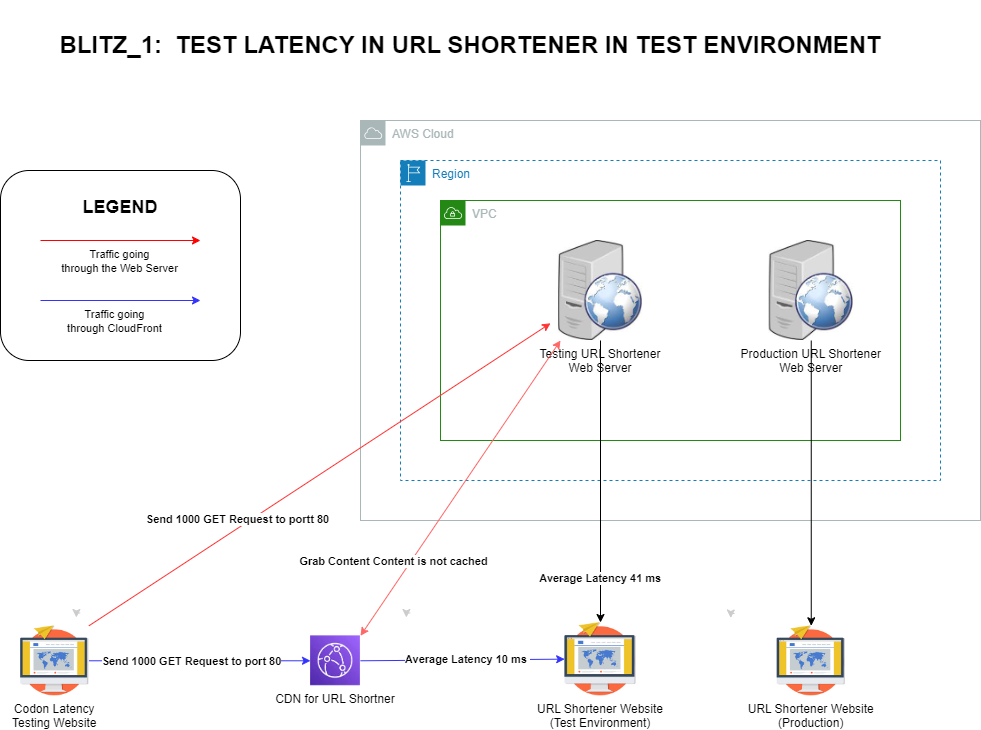 BLITZ_1:  TEST LATENCY IN URL SHORTENER IN TEST ENVIRONMENT
AWS Cloud
Region
VPC
LEGEND
Traffic going
through the Web Server
Traffic going
through CloudFront
Testing URL Shortener
Web Server
Production URL Shortener
Web Server
Send 1000 GET Request to portt 80
Grab Content Content is not cached
Average Latency 41 ms
Send 1000 GET Request to port 80
Average Latency 10 ms
CDN for URL Shortner
Codon Latency
Testing Website
URL Shortener Website
(Test Environment)
URL Shortener Website
(Production)